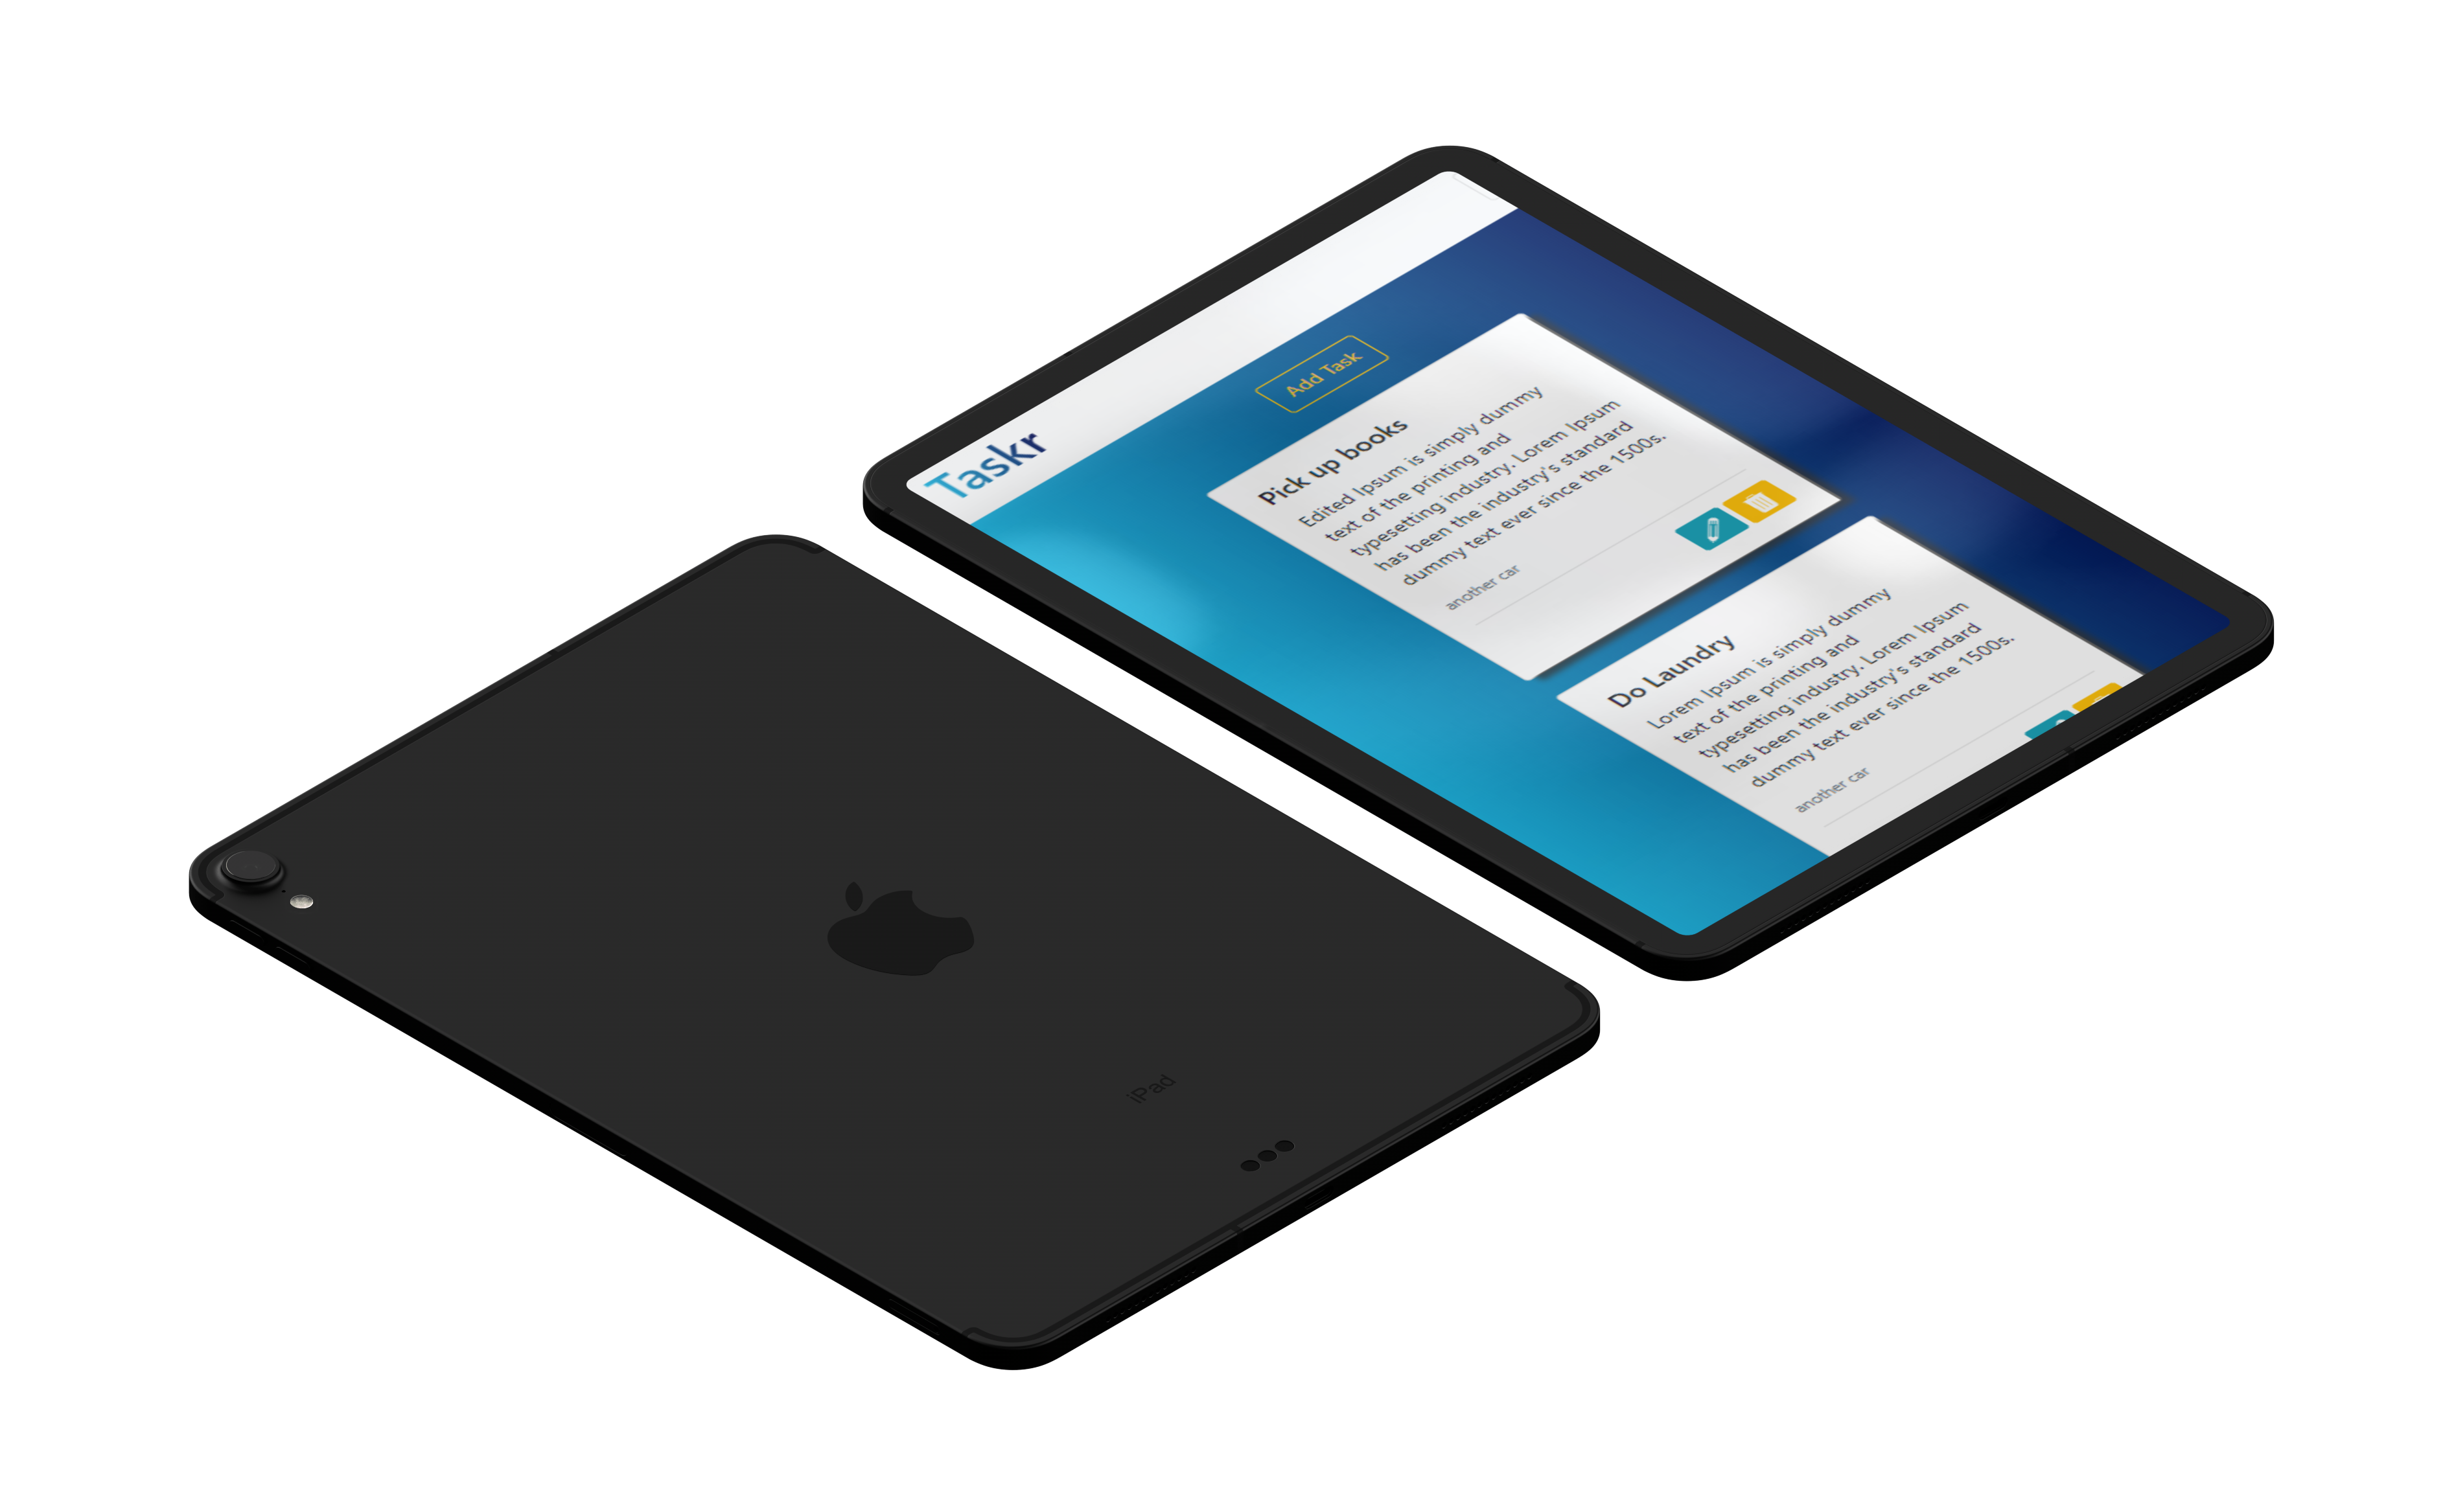 Taskr
Add Task
Pick up books
Edited Ipsum is simply dummy
text of the printing and
typesetting industry. Lorem Ipsum
has been the industry's standard
dummy text ever since the 1500s.
another car
Do Laundry
Lorem Ipsum is simply dummy
text of the printing and
typesetting industry. Lorem Ipsum
has been the industry's standard
dummy text ever since the 1500s.
another car
iPad